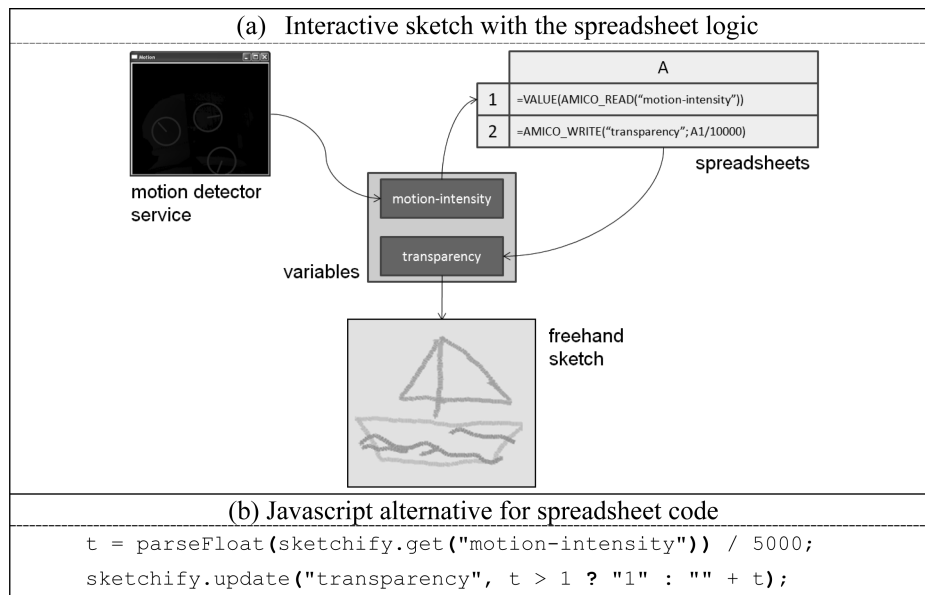 (a) Interactive sketch with the spreadsheet logic
Motion
A
1 =VALUE(AMICO_READ(“motion-intensity”))
2 =AMICO_WRITE(“transparency”; A1/10000)
spreadsheets
motion detector
service
motion-intensity
transparency
variables
freehand
sketch
(b) Javascript alternative for spreadsheet code
t = parseFloat(sketchify.get("motion-intensity")) / 5000;
sketchify.update("transparency", t > 1 ? "1" : "" + t);